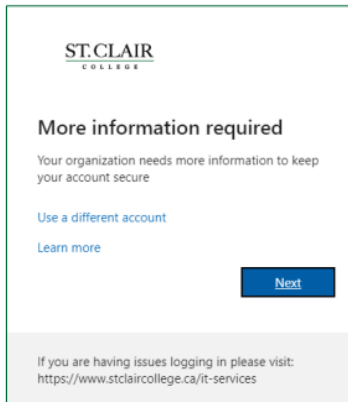 ST. CLAIR
COLLEGE
More information required
Your organization needs more information to keep
your account secure
Use a different account
Learn more
Next
If you are having issues logging in please visit:
https://www.stclaircollege.ca/it-services